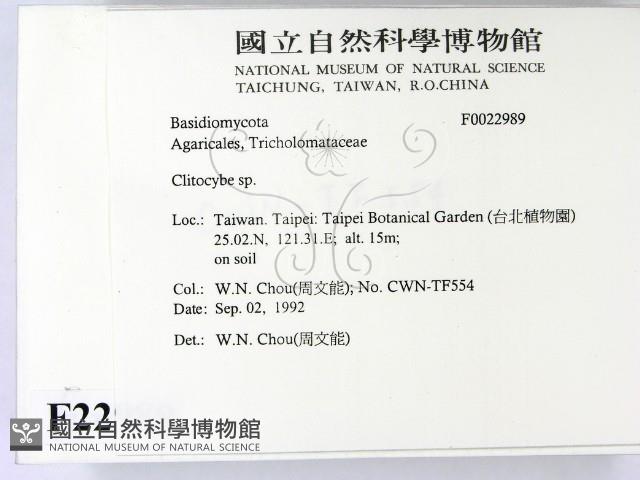 國立自然科學博物館
NATIONAL MUSEUM OF NATURAL SCIENCE
TAICHUNG, TAIWAN, R.O.CHINA
Basidiomycota F0022989
Agaricales, Tricholomataceae
Clitocybe sp.
Loc.: Taiwan. Taipei: Taipei Botanical Garden (台北植物園)
25.02.N, 121.31.E; alt. 15m;
on soil
Col.: W.N. Chou(周文能); No. CWN-TF554
Date: Sep. 02, 1992
Det.: W.N. Chou(周文能)
F22
國立自然科學博物館
NATIONAL MUSEUM OF NATURAL SCIENCE